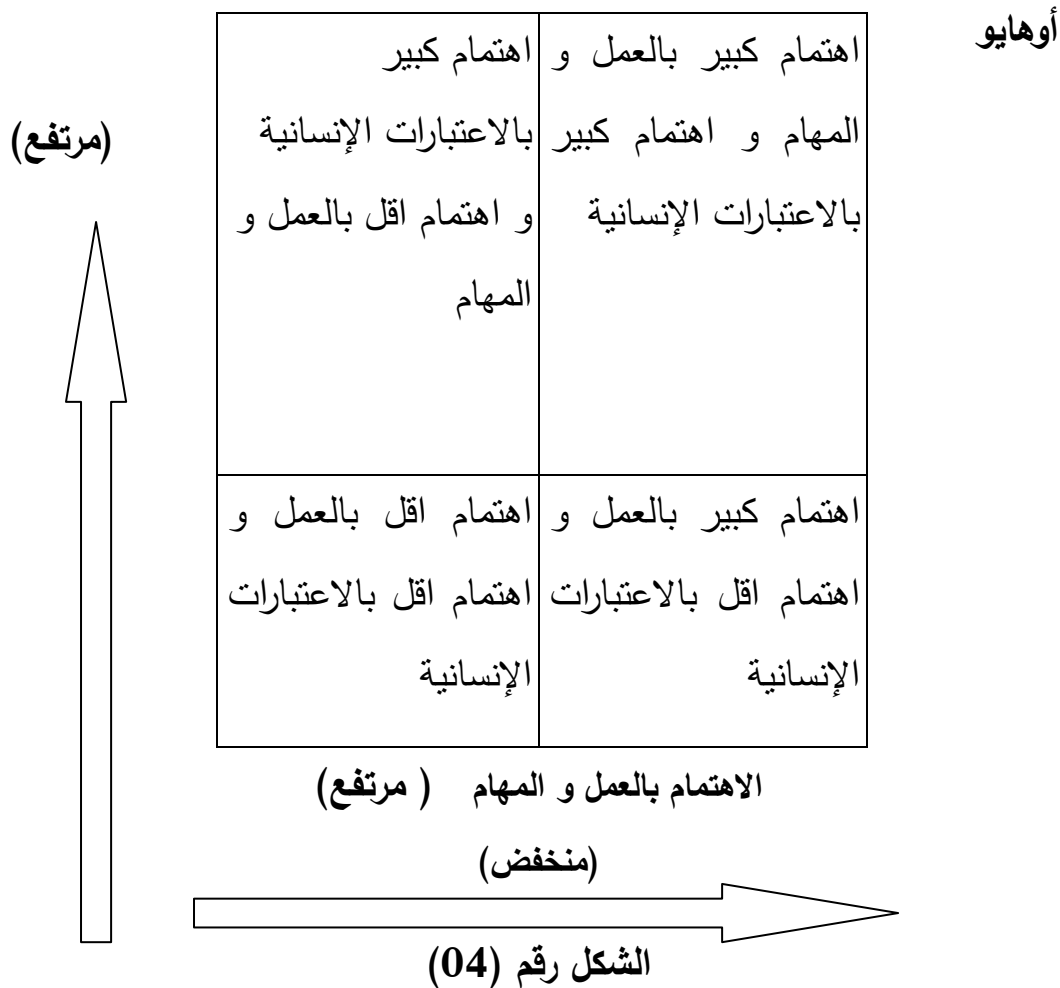 أوهايو
(مرتفع)
اهتمام كبير بالعمل و
المهام و اهتمام كبير
بالاعتبارات الإنسانية
اهتمام كبير
بالاعتبارات الإنسانية
و اهتمام اقل بالعمل و
المهام
اهتمام كبير بالعمل و
اهتمام اقل بالاعتبارات
الإنسانية
اهتمام اقل بالعمل و
اهتمام اقل بالاعتبارات
الإنسانية
الاهتمام بالعمل و المهام ( مرتفع)
(منخفض)
الشكل رقم (04)